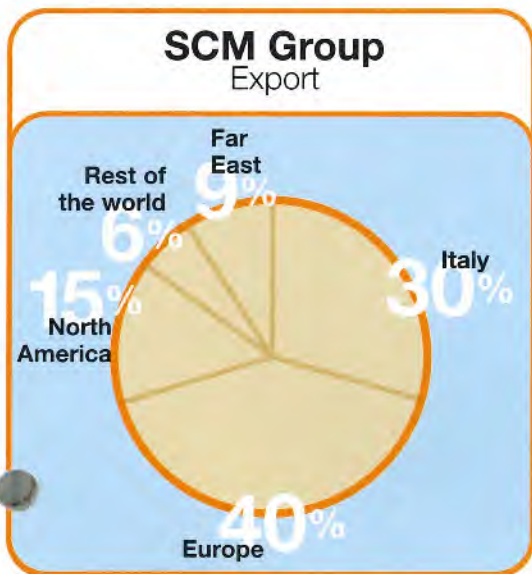 SCM Group
Export
Far
East
9%
Rest of
the world
6%
15%
North
America
Italy
30%
40%
Europe